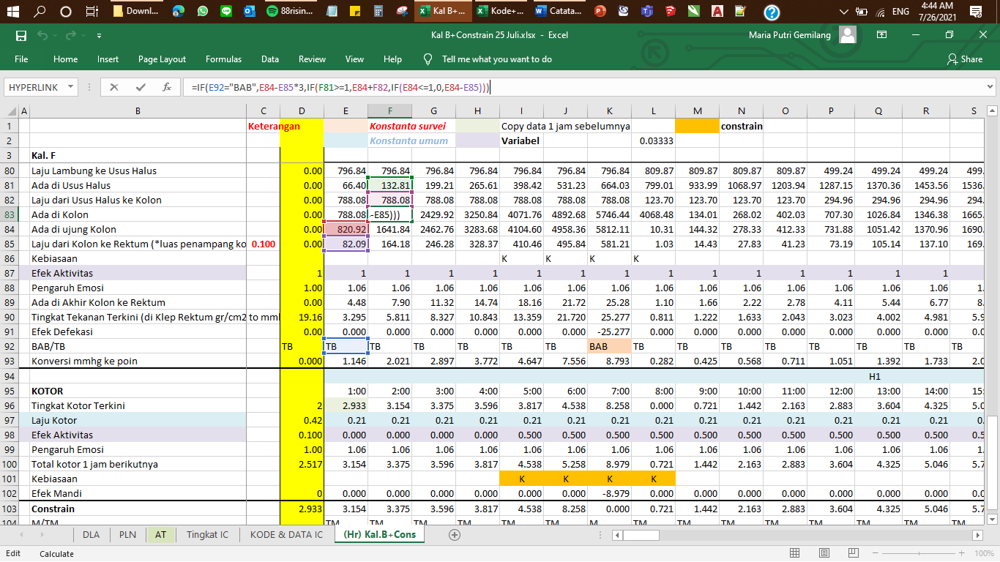 Downl... 88risin... Kal B+... Kode+... Catata... ENG 4:44 AM
7/26/2021
Kal B+Constrain 25 Juli.xlsx - Excel Maria Putri Gemilang
File Home Insert Page Layout Formulas Data Review View Help Tell me what you want to do Share
HYPERLINK fx =IF(E92="BAB",E84-E85*3,IF(F81>=1,E84+F82,IF(E84<=1,0,E84-E85)))
A B C D E F G H I J K L M N O P Q R S
1 Keterangan Konstanta survei Copy data 1 jam sebelumnya constrain
2 Konstanta umum Variabel 0.03333
3 Kal. F
80 Laju Lambung ke Usus Halus 0.00 796.84 796.84 796.84 796.84 796.84 796.84 796.84 809.87 809.87 809.87 809.87 499.24 499.24 499.24 499.
81 Ada di Usus Halus 0.00 66.40 132.81 199.21 265.61 398.42 531.23 664.03 799.01 933.99 1068.97 1203.94 1287.15 1370.36 1453.56 1536.
82 Laju dari Usus Halus ke Kolon 0.00 788.08 788.08 788.08 788.08 788.08 788.08 788.08 123.70 123.70 123.70 123.70 294.96 294.96 294.96 294.
83 Ada di Kolon 0.00 788.08 -E85))) 2429.92 3250.84 4071.76 4892.68 5746.44 4068.48 134.01 268.02 402.03 707.30 1026.84 1346.38 1665.
84 Ada di ujung Kolon 0.00 820.92 1641.84 2462.76 3283.68 4104.60 4958.36 5812.11 10.31 144.32 278.33 412.33 731.88 1051.42 1370.96 1690.
85 Laju dari Kolon ke Rektum (*luas penampang ko 0.100 0.00 82.09 164.18 246.28 328.37 410.46 495.84 581.21 1.03 14.43 27.83 41.23 73.19 105.14 137.10 169.
86 Kebiasaan K K K K
87 Efek Aktivitas 1 1 1 1 1 1 1 1 1 1 1 1 1 1 1
88 Pengaruh Emosi 1.00 1.06 1.06 1.06 1.06 1.06 1.06 1.06 1.06 1.06 1.06 1.06 1.06 1.06 1.06 1.
89 Ada di Akhir Kolon ke Rektum 0.00 4.48 7.90 11.32 14.74 18.16 21.72 25.28 1.10 1.66 2.22 2.78 4.11 5.44 6.77 8.
90 Tingkat Tekanan Terkini (di Klep Rektum gr/cm2 to mml 19.16 3.295 5.811 8.327 10.843 13.359 21.720 25.277 0.811 1.222 1.633 2.043 3.023 4.002 4.981 5.9
91 Efek Defekasi 0.00 0.000 0.000 0.000 0.000 0.000 0.000 -25.277 0.000 0.000 0.000 0.000 0.000 0.000 0.000 0.0
92 BAB/TB TB TB TB TB TB TB TB BAB TB TB TB TB TB TB TB TB
93 Konversi mmhg ke poin 0.000 1.146 2.021 2.897 3.772 4.647 7.556 8.793 0.282 0.425 0.568 0.711 1.051 1.392 1.733 2.0
94 H1
95 KOTOR 1:00 2:00 3:00 4:00 5:00 6:00 7:00 8:00 9:00 10:00 11:00 12:00 13:00 14:00 15:
96 Tingkat Kotor Terkini 2 2.933 3.154 3.375 3.596 3.817 4.538 8.258 0.000 0.721 1.442 2.163 2.883 3.604 4.325 5.0
97 Laju Kotor 0.42 0.21 0.21 0.21 0.21 0.21 0.21 0.21 0.21 0.21 0.21 0.21 0.21 0.21 0.21 0.
98 Efek Aktivitas 0.100 0.000 0.000 0.000 0.000 0.500 0.500 0.500 0.500 0.500 0.500 0.500 0.500 0.500 0.500 0.5
99 Pengaruh Emosi 1.00 1.06 1.06 1.06 1.06 1.06 1.06 1.06 1.06 1.06 1.06 1.06 1.06 1.06 1.06 1.
100 Total kotor 1 jam berikutnya 2.517 3.154 3.375 3.596 3.817 4.538 5.258 8.979 0.721 1.442 2.163 2.883 3.604 4.325 5.046 5.7
101 Kebiasaan K K K K
102 Efek Mandi 0 0.000 0.000 0.000 0.000 0.000 0.000 -8.979 0.000 0.000 0.000 0.000 0.000 0.000 0.000 0.0
103 Constrain 2.933 3.154 3.375 3.596 3.817 4.538 8.258 0.000 0.721 1.442 2.163 2.883 3.604 4.325 5.046 5.7
104 M/TM TM TM TM TM TM TM M TM TM TM TM TM TM TM TM
DLA PLN AT Tingkat IC KODE & DATA IC (Hr) Kal.B+Cons
Edit Calculate 100%